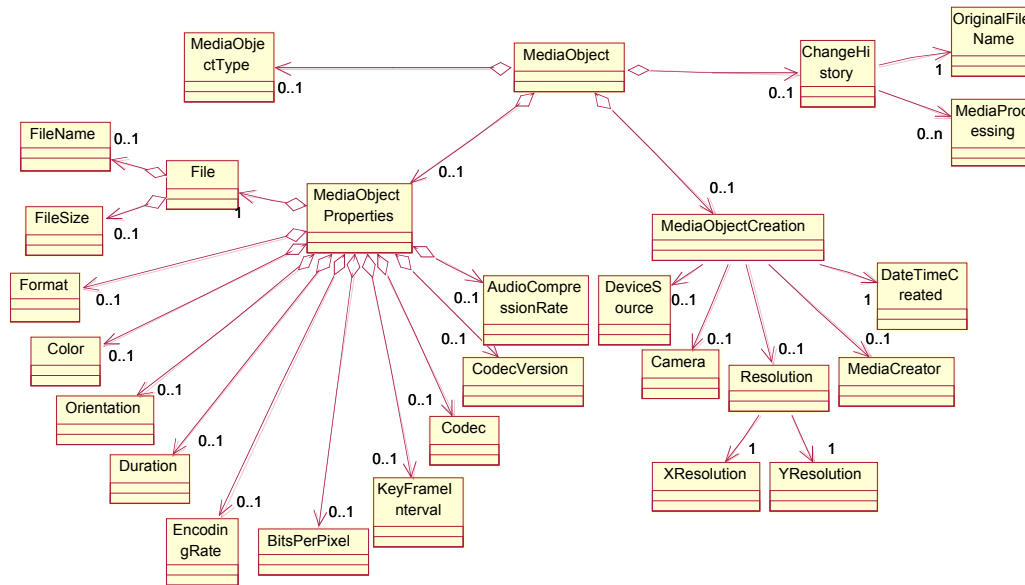 MediaObje
ctType
0..1
MediaObject
ChangeHi
story
0..1
OriginalFile
Name
1
MediaProc
essing
0..n
FileName
0..1
File
1
FileSize
0..1
MediaObject
Properties
0..1
MediaObjectCreation
0..1
Format
0..1
Color
0..1
Orientation
0..1
Duration
0..1
Encodin
gRate
0..1
BitsPerPixel
0..1
KeyFrameI
nterval
0..1
Codec
0..1
CodecVersion
0..1
AudioCompre
ssionRate
0..1
DeviceS
ource
0..1
Camera
0..1
Resolution
0..1
MediaCreator
0..1
DateTimeC
reated
1
XResolution
1
YResolution
1